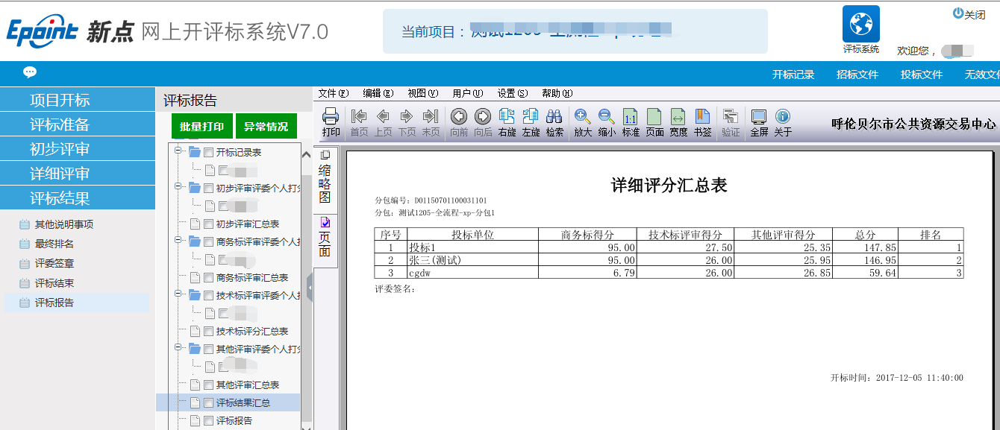 Epoint 新点 网上开评标系统V7.0
当前项目：
评标系统
欢迎您，
关闭
开标记录 招标文件 投标文件 无效文
项目开标
评标准备
初步评审
详细评审
评标结果
其他说明事项
最终排名
评委签章
评标结束
评标报告
评标报告
批量打印 异常情况
开标记录表
初步评审评委个人打
初步评审汇总表
商务标评审评委个人
商务标评审汇总表
技术标评审评委个人
技术标评分汇总表
其他评审评委个人打
其他评审汇总表
评标结果汇总
评标报告
文件(F) 编辑(E) 视图(V) 用户(U) 设置(S) 帮助(H)
打印 首页 上页 下页 末页 向前 向后 右旋 左旋 检索 放大 缩小 标准 页面 宽度 书签 验证 全屏 关于
1:1
呼伦贝尔市公共资源交易中心
缩略图
页面
详细评分汇总表
分包编号：D01150701100031101
分包：测试1205-全流程-xp-分包1
序号 投标单位 商务标得分 技术标评审得分 其他评审得分 总分 排名
1 投标1 95.00 27.50 25.35 147.85 1
2 张三(测试) 95.00 26.00 25.95 146.95 2
3 cgdw 6.79 26.00 26.85 59.64 3
评委签名：
开标时间：2017-12-05 11:40:00